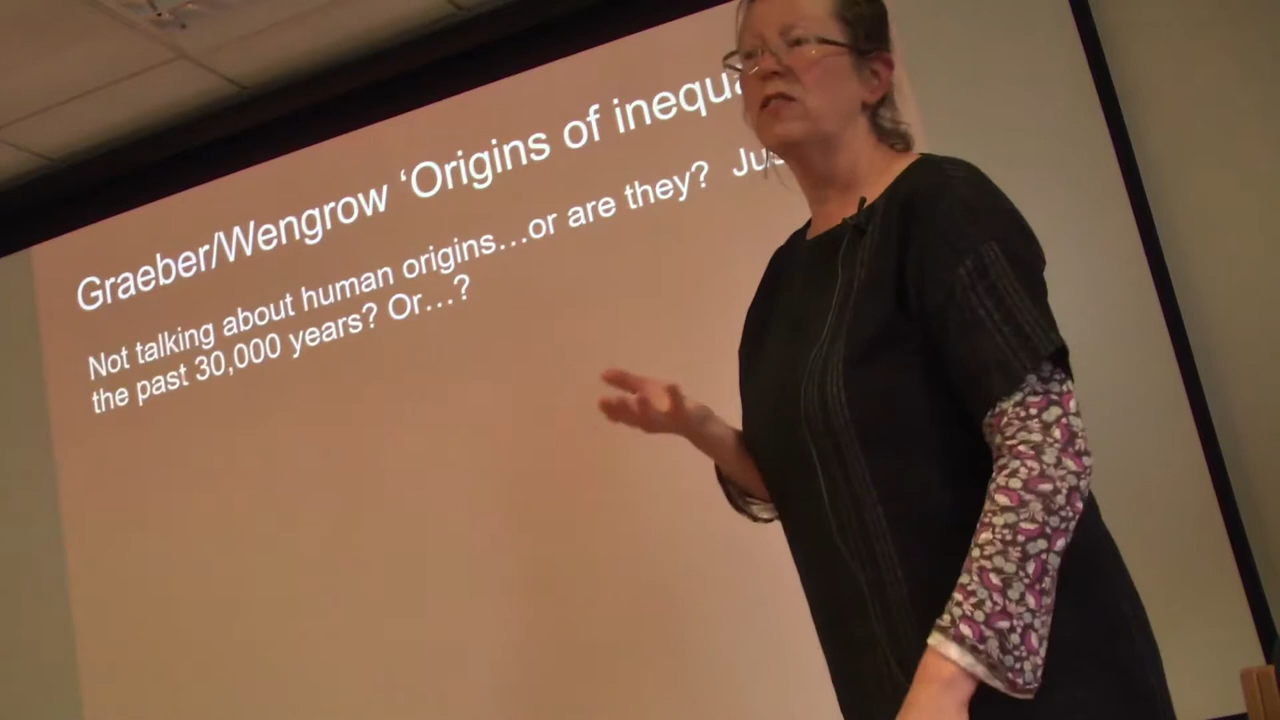 Graeber/Wengrow ‘Origins of inequa
Not talking about human origins…or are they?
the past 30,000 years? Or…?